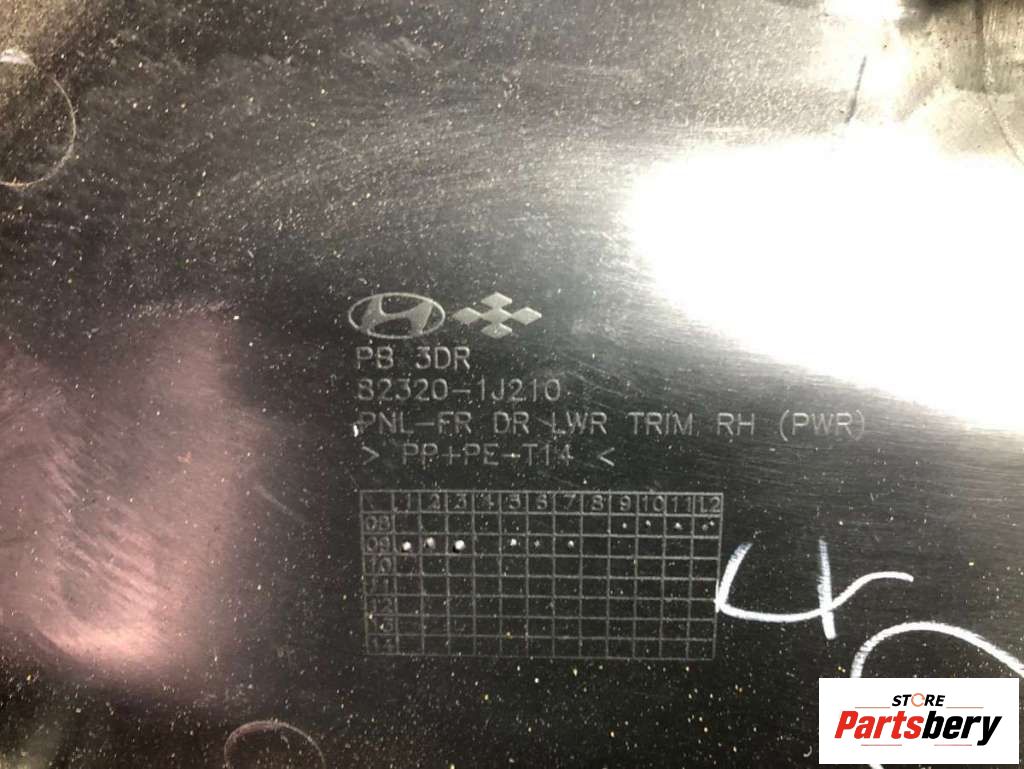 PB 3DR
82320-1J210
PNL-FR DR LWR TRIM RH (PWR)
> PP+PE-T14 <
1 2 3 4 5 6 7 8 9 10 11 12
08
09
10
11
12
13
14
4
STORE
Partsbery